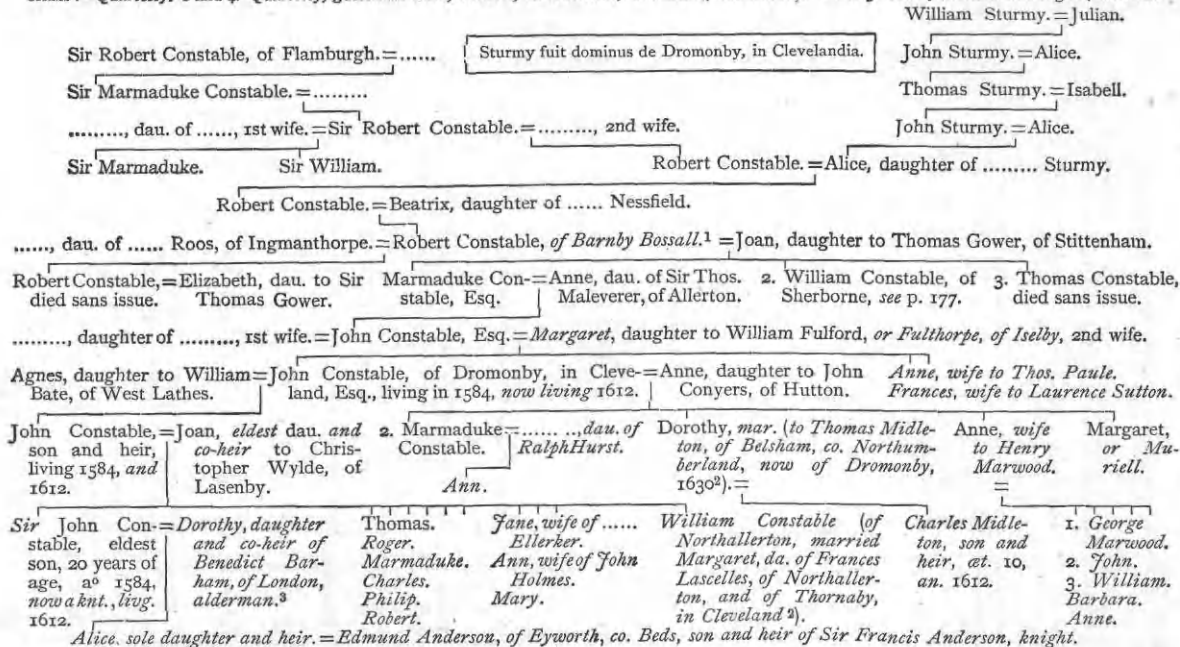 William Sturmy.=Julian.
Sir Robert Constable, of Flamburgh.=...... Sturmy fuit dominus de Dromonby, in Clevelandia. John Sturmy.=Alice.
Sir Marmaduke Constable.=......... Thomas Sturmy.=Isabell.
........., dau. of ......, 1st wife.=Sir Robert Constable.=........., 2nd wife. John Sturmy.=Alice.
Sir Marmaduke. Sir William. Robert Constable.=Alice, daughter of ......... Sturmy.
Robert Constable.=Beatrix, daughter of ...... Nessfield.
......, dau. of ...... Roos, of Ingmanthorpe.=Robert Constable, of Barnby Bossall.¹=Joan, daughter to Thomas Gower, of Stittenham.
Robert Constable,=Elizabeth, dau. to Sir Marmaduke Con-=Anne, dau. of Sir Thos. 2. William Constable, of 3. Thomas Constable,
died sans issue. Thomas Gower. stable, Esq. Maleverer, of Allerton. Sherborne, see p. 177. died sans issue.
........., daughter of ........., 1st wife.=John Constable, Esq.=Margaret, daughter to William Fulford, or Fulthorpe, of Iselby, 2nd wife.
Agnes, daughter to William=John Constable, of Dromonby, in Cleve-=Anne, daughter to John Anne, wife to Thos. Paule.
Bate, of West Lathes. land, Esq., living in 1584, now living 1612. Conyers, of Hutton. Frances, wife to Laurence Sutton.
John Constable,=Joan, eldest dau. and 2. Marmaduke=........., dau. of Dorothy, mar. (to Thomas Midle- Anne, wife Margaret,
son and heir, co-heir to Chris- Constable. Ralph Hurst. ton, of Belsham, co. Northum- to Henry or Mu-
living 1584, and topher Wylde, of berland, now of Dromonby, Marwood. riell.
1612. Lasenby. Ann. 1630²).= =
Sir John Con-=Dorothy, daughter Thomas. Jane, wife of ...... William Constable (of Charles Midle- 1. George
stable, eldest and co-heir of Roger. Ellerker. Northallerton, married ton, son and Marwood.
son, 20 years of Benedict Bar- Marmaduke. Ann, wife of John Margaret, da. of Frances heir, æt. 10, 2. John.
age, aº 1584, ham, of London, Charles. Holmes. Lascelles, of Northaller- an. 1612. 3. William.
now a knt., livg. alderman.³ Philip. Mary. ton, and of Thornaby, Barbara.
1612. Robert. in Cleveland ²). Anne.
Alice, sole daughter and heir.=Edmund Anderson, of Eyworth, co. Beds, son and heir of Sir Francis Anderson, knight.